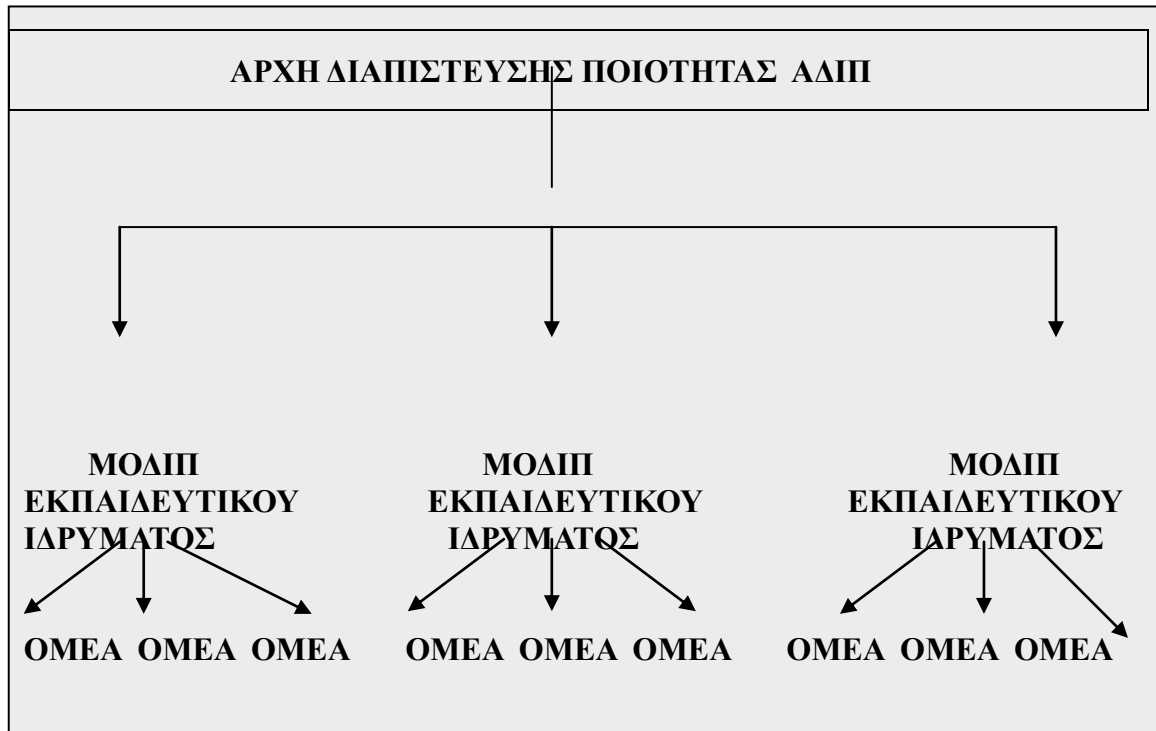 ΑΡΧΗ ΔΙΑΠΙΣΤΕΥΣΗΣ ΠΟΙΟΤΗΤΑΣ ΑΔΙΠ
ΜΟΔΙΠ ΜΟΔΙΠ ΜΟΔΙΠ
ΕΚΠΑΙΔΕΥΤΙΚΟΥ ΕΚΠΑΙΔΕΥΤΙΚΟΥ ΕΚΠΑΙΔΕΥΤΙΚΟΥ
ΙΔΡΥΜΑΤΟΣ ΙΔΡΥΜΑΤΟΣ ΙΔΡΥΜΑΤΟΣ
ΟΜΕΑ ΟΜΕΑ ΟΜΕΑ ΟΜΕΑ ΟΜΕΑ ΟΜΕΑ ΟΜΕΑ ΟΜΕΑ ΟΜΕΑ